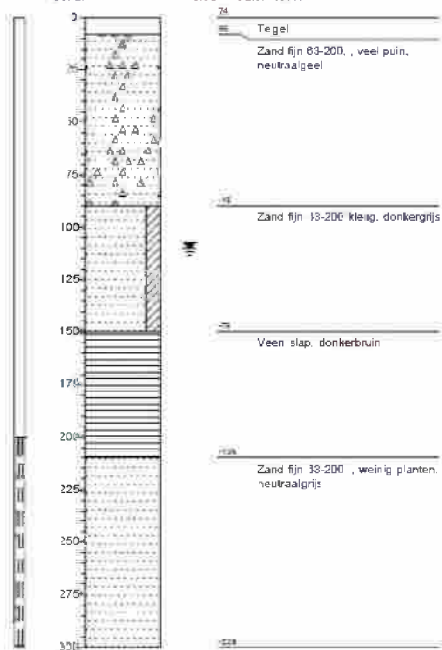 0
74
Tegel
Zand fijn 63-200, , veel puin,
neutraalgeel
25
50
75
Zand fijn 63-200 kleiig, donkergrijs
100
125
150
Veen slap, donkerbruin
175
200
Zand fijn 63-200 , weinig planten,
neutraalgrijs
225
250
275
300